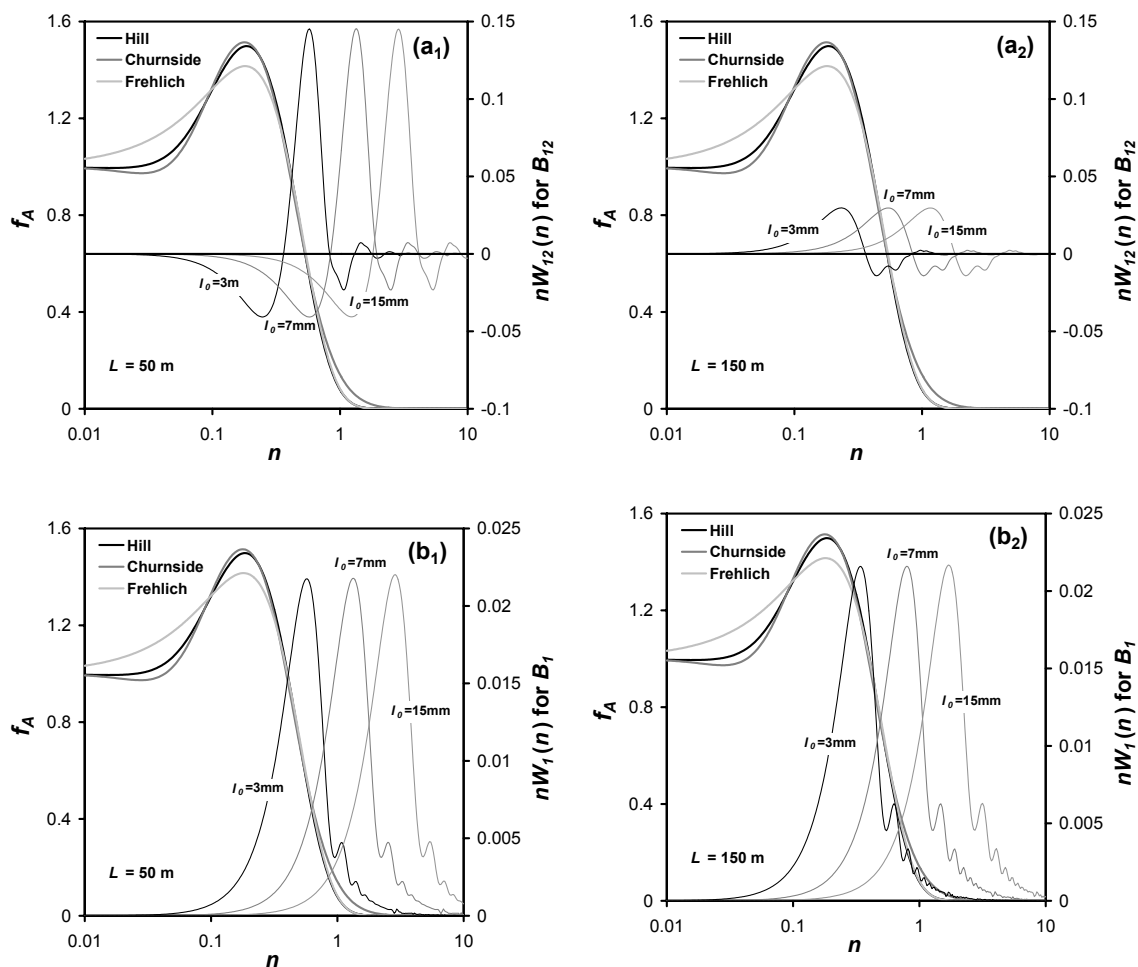 (a1)
Hill
Churnside
Frehlich
1.6
1.2
0.8
0.4
0
fA
0.15
0.1
0.05
0
-0.05
-0.1
nW12(n) for B12
l0=3m
l0=7mm
l0=15mm
L = 50 m
0.01
0.1
1
10
n
(a2)
Hill
Churnside
Frehlich
1.6
1.2
0.8
0.4
0
fA
0.15
0.1
0.05
0
-0.05
-0.1
nW12(n) for B12
l0=7mm
l0=3mm
l0=15mm
L = 150 m
0.01
0.1
1
10
n
(b1)
Hill
Churnside
Frehlich
1.6
1.2
0.8
0.4
0
fA
0.025
0.02
0.015
0.01
0.005
0
nW1(n) for B1
l0=7mm
l0=15mm
l0=3mm
L = 50 m
0.01
0.1
1
10
n
(b2)
Hill
Churnside
Frehlich
1.6
1.2
0.8
0.4
0
fA
0.025
0.02
0.015
0.01
0.005
0
nW1(n) for B1
l0=7mm
l0=15mm
l0=3mm
L = 150 m
0.01
0.1
1
10
n